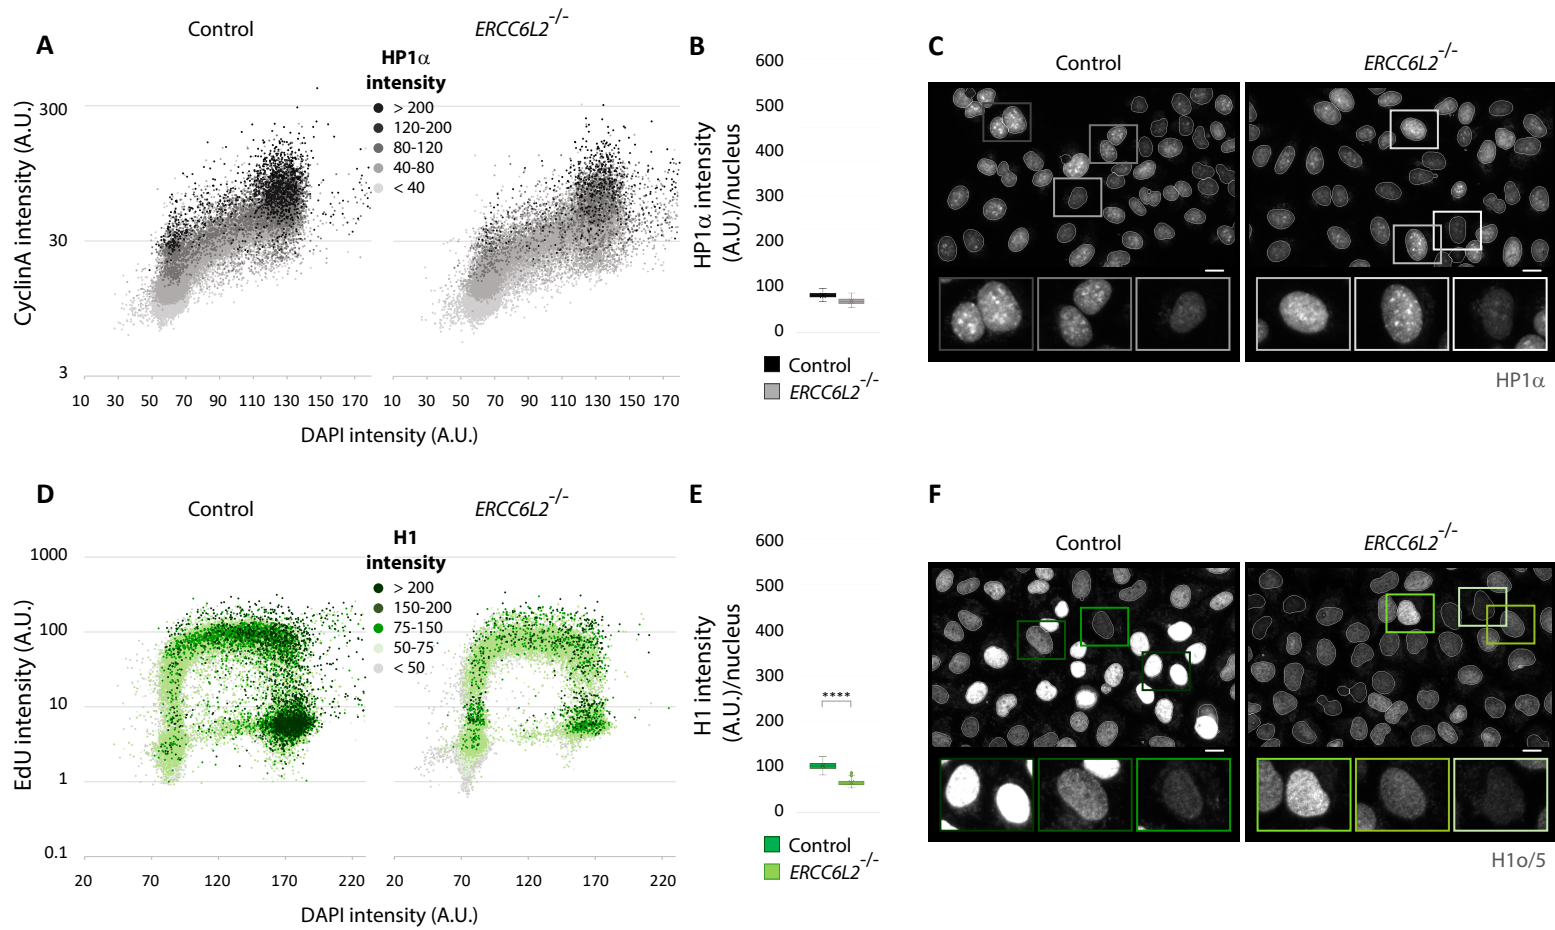 A
Control
ERCC6L2-/-
HP1α
intensity
> 200
120-200
80-120
40-80
< 40
CyclinA intensity (A.U.)
300
30
3
10 30 50 70 90 110 130 150 170
10 30 50 70 90 110 130 150 170
DAPI intensity (A.U.)
B
HP1α intensity
(A.U.)/nucleus
600
500
400
300
200
100
0
Control
ERCC6L2-/-
C
Control
ERCC6L2-/-
HP1α
D
Control
ERCC6L2-/-
H1
intensity
> 200
150-200
75-150
50-75
< 50
EdU intensity (A.U.)
1000
100
10
1
0.1
20 70 120 170 220
20 70 120 170 220
DAPI intensity (A.U.)
E
H1 intensity
(A.U.)/nucleus
600
500
400
300
200
100
0
****
Control
ERCC6L2-/-
F
Control
ERCC6L2-/-
H1o/5